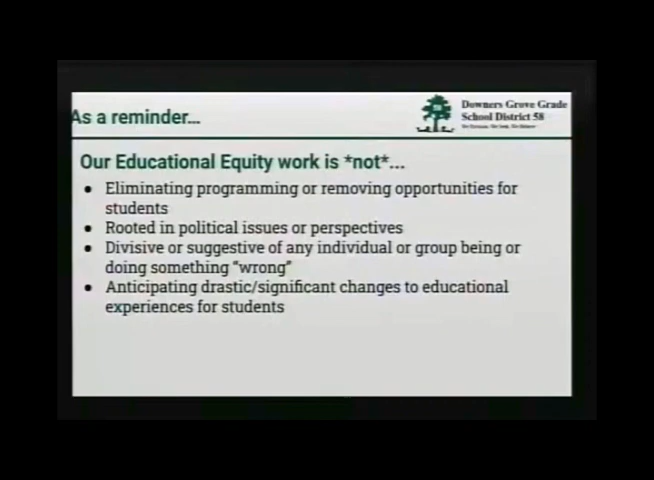 As a reminder...
Downers Grove Grade
School District 58
Our Educational Equity work is *not*...
● Eliminating programming or removing opportunities for
students
● Rooted in political issues or perspectives
● Divisive or suggestive of any individual or group being or
doing something "wrong"
● Anticipating drastic/significant changes to educational
experiences for students